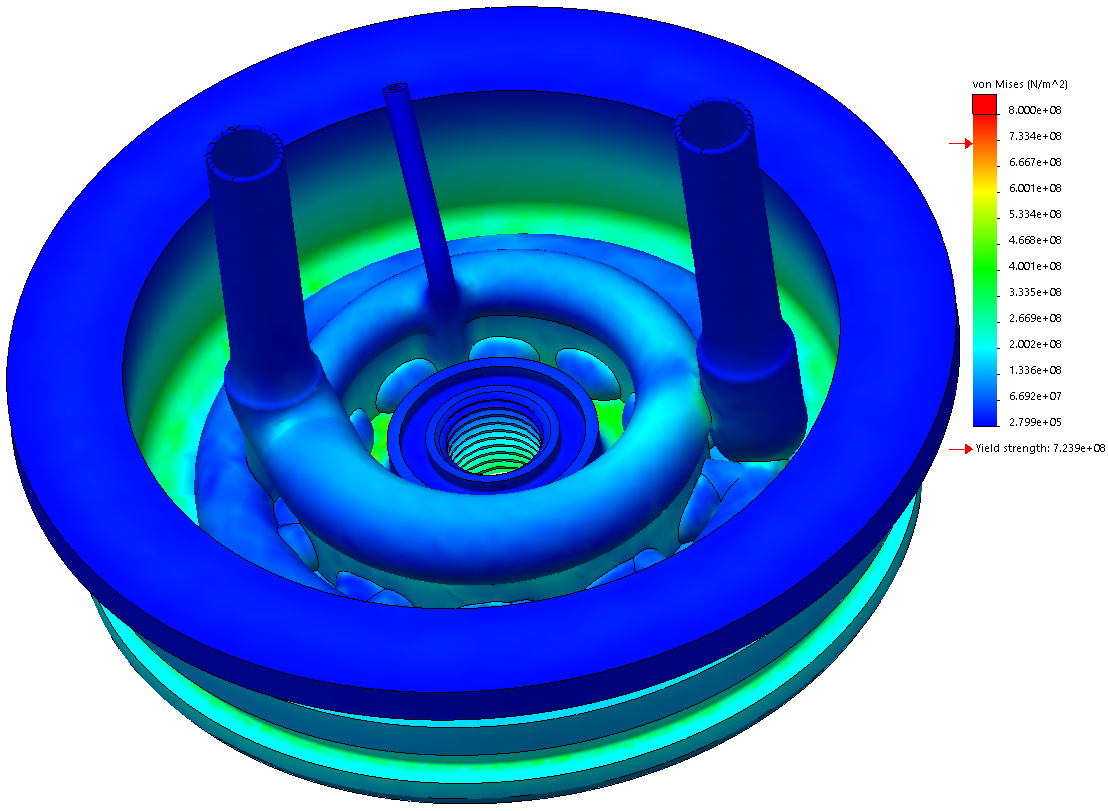 von Mises (N/m^2)
8.000e+08
7.334e+08
6.667e+08
6.001e+08
5.334e+08
4.668e+08
4.001e+08
3.335e+08
2.669e+08
2.002e+08
1.336e+08
6.692e+07
2.799e+05
Yield strength: 7.239e+08